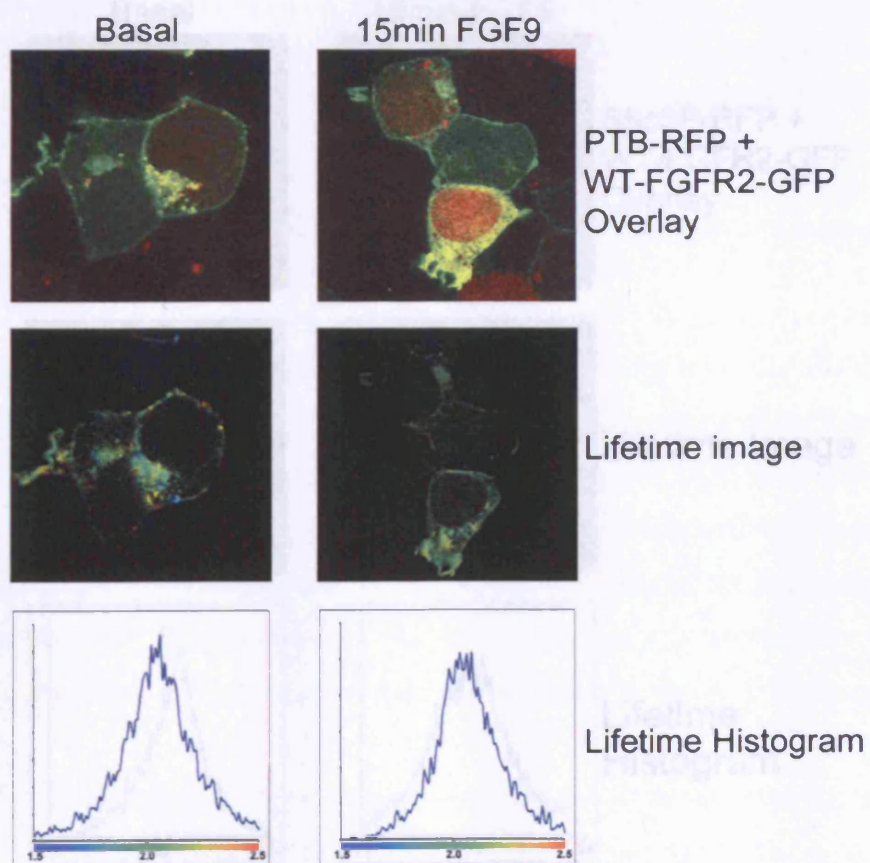 Basal
15min FGF9
PTB-RFP +
WT-FGFR2-GFP
Overlay
Lifetime image
Lifetime Histogram
1.5 2.0 2.5
1.5 2.0 2.5